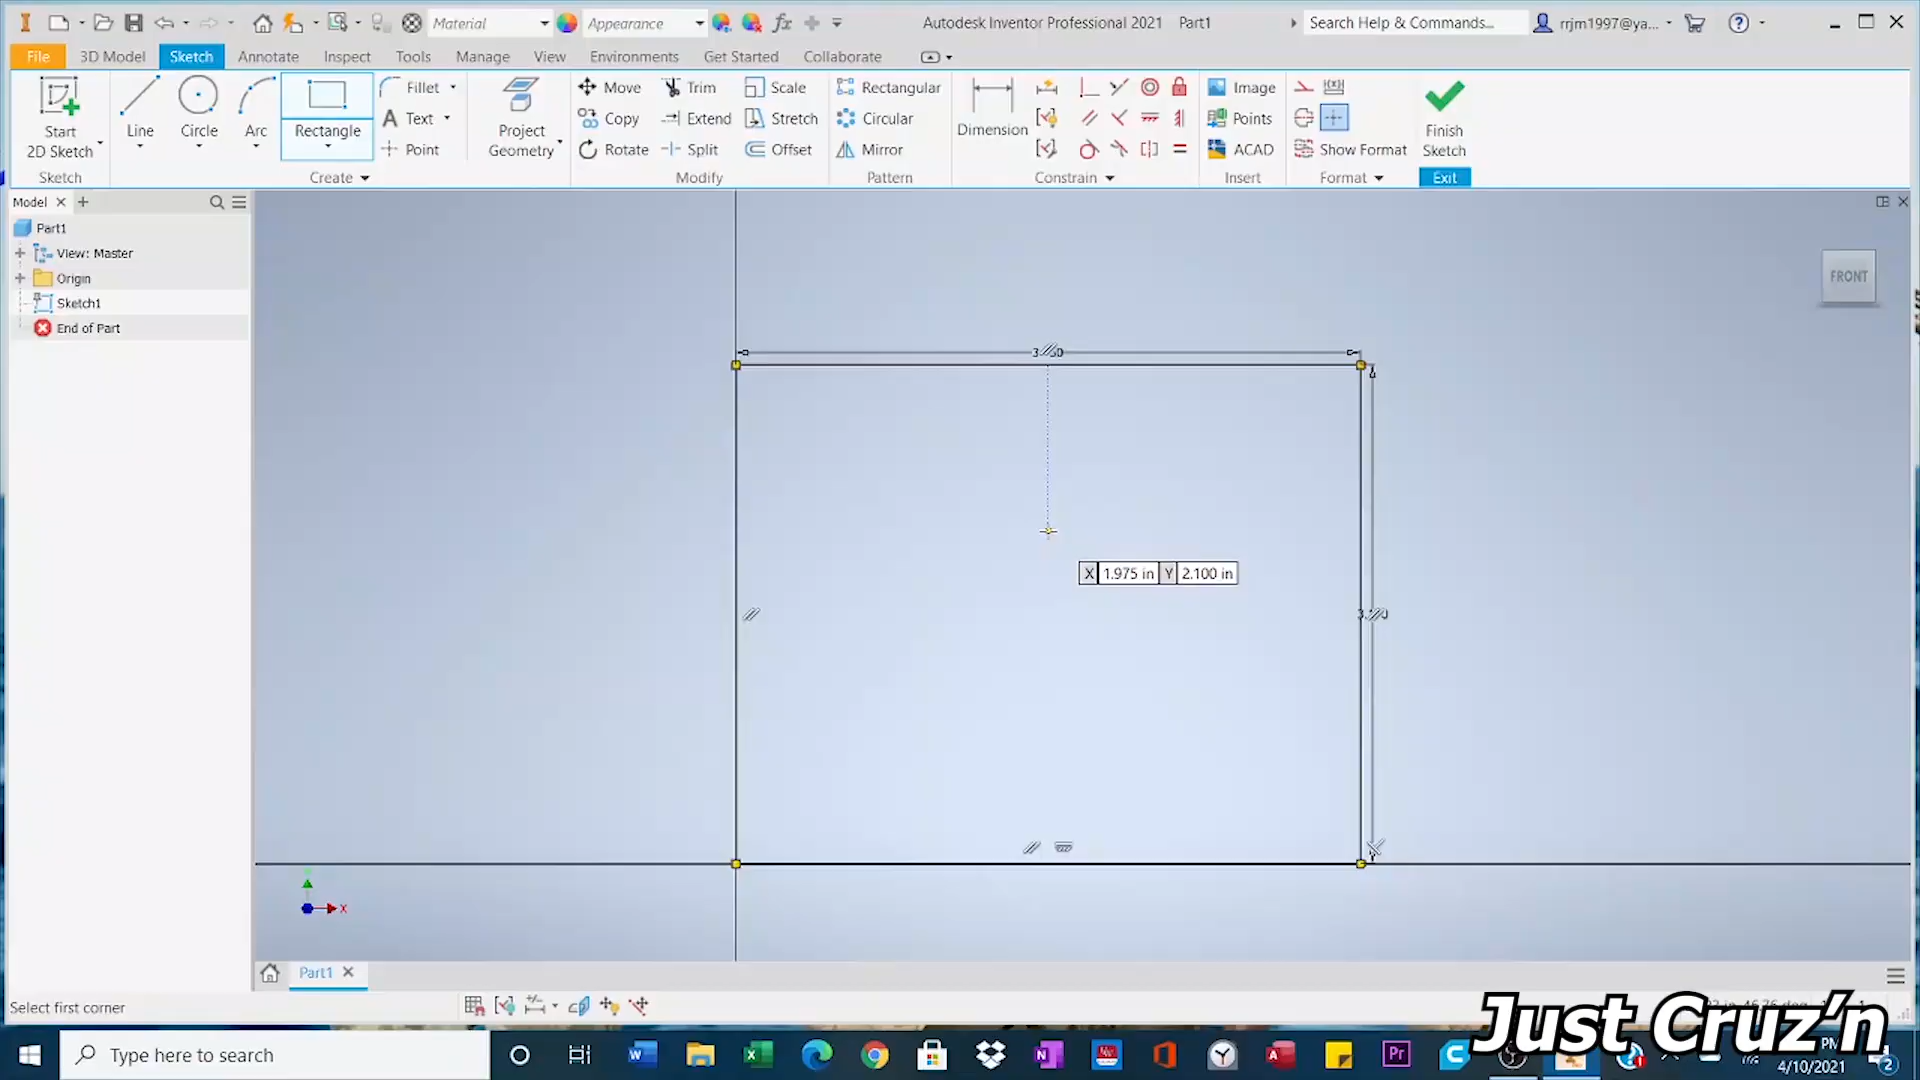 Material
Appearance
fx
Autodesk Inventor Professional 2021 Part1
Search Help & Commands...
rrjm1997@ya...
File 3D Model Sketch Annotate Inspect Tools Manage View Environments Get Started Collaborate
Start
2D Sketch
Line
Circle
Arc
Rectangle
Fillet
Text
Point
Project
Geometry
Move
Copy
Rotate
Trim
Extend
Split
Scale
Stretch
Offset
Rectangular
Circular
Mirror
Dimension
Image
Points
ACAD
Show Format
Finish
Sketch
Sketch Create Modify Pattern Constrain Insert Format Exit
Model
Part1
View: Master
Origin
Sketch1
End of Part
FRONT
X 1.975 in Y 2.100 in
X
Part1
Select first corner
Just Cruz'n
Type here to search
PM
4/10/2021
2